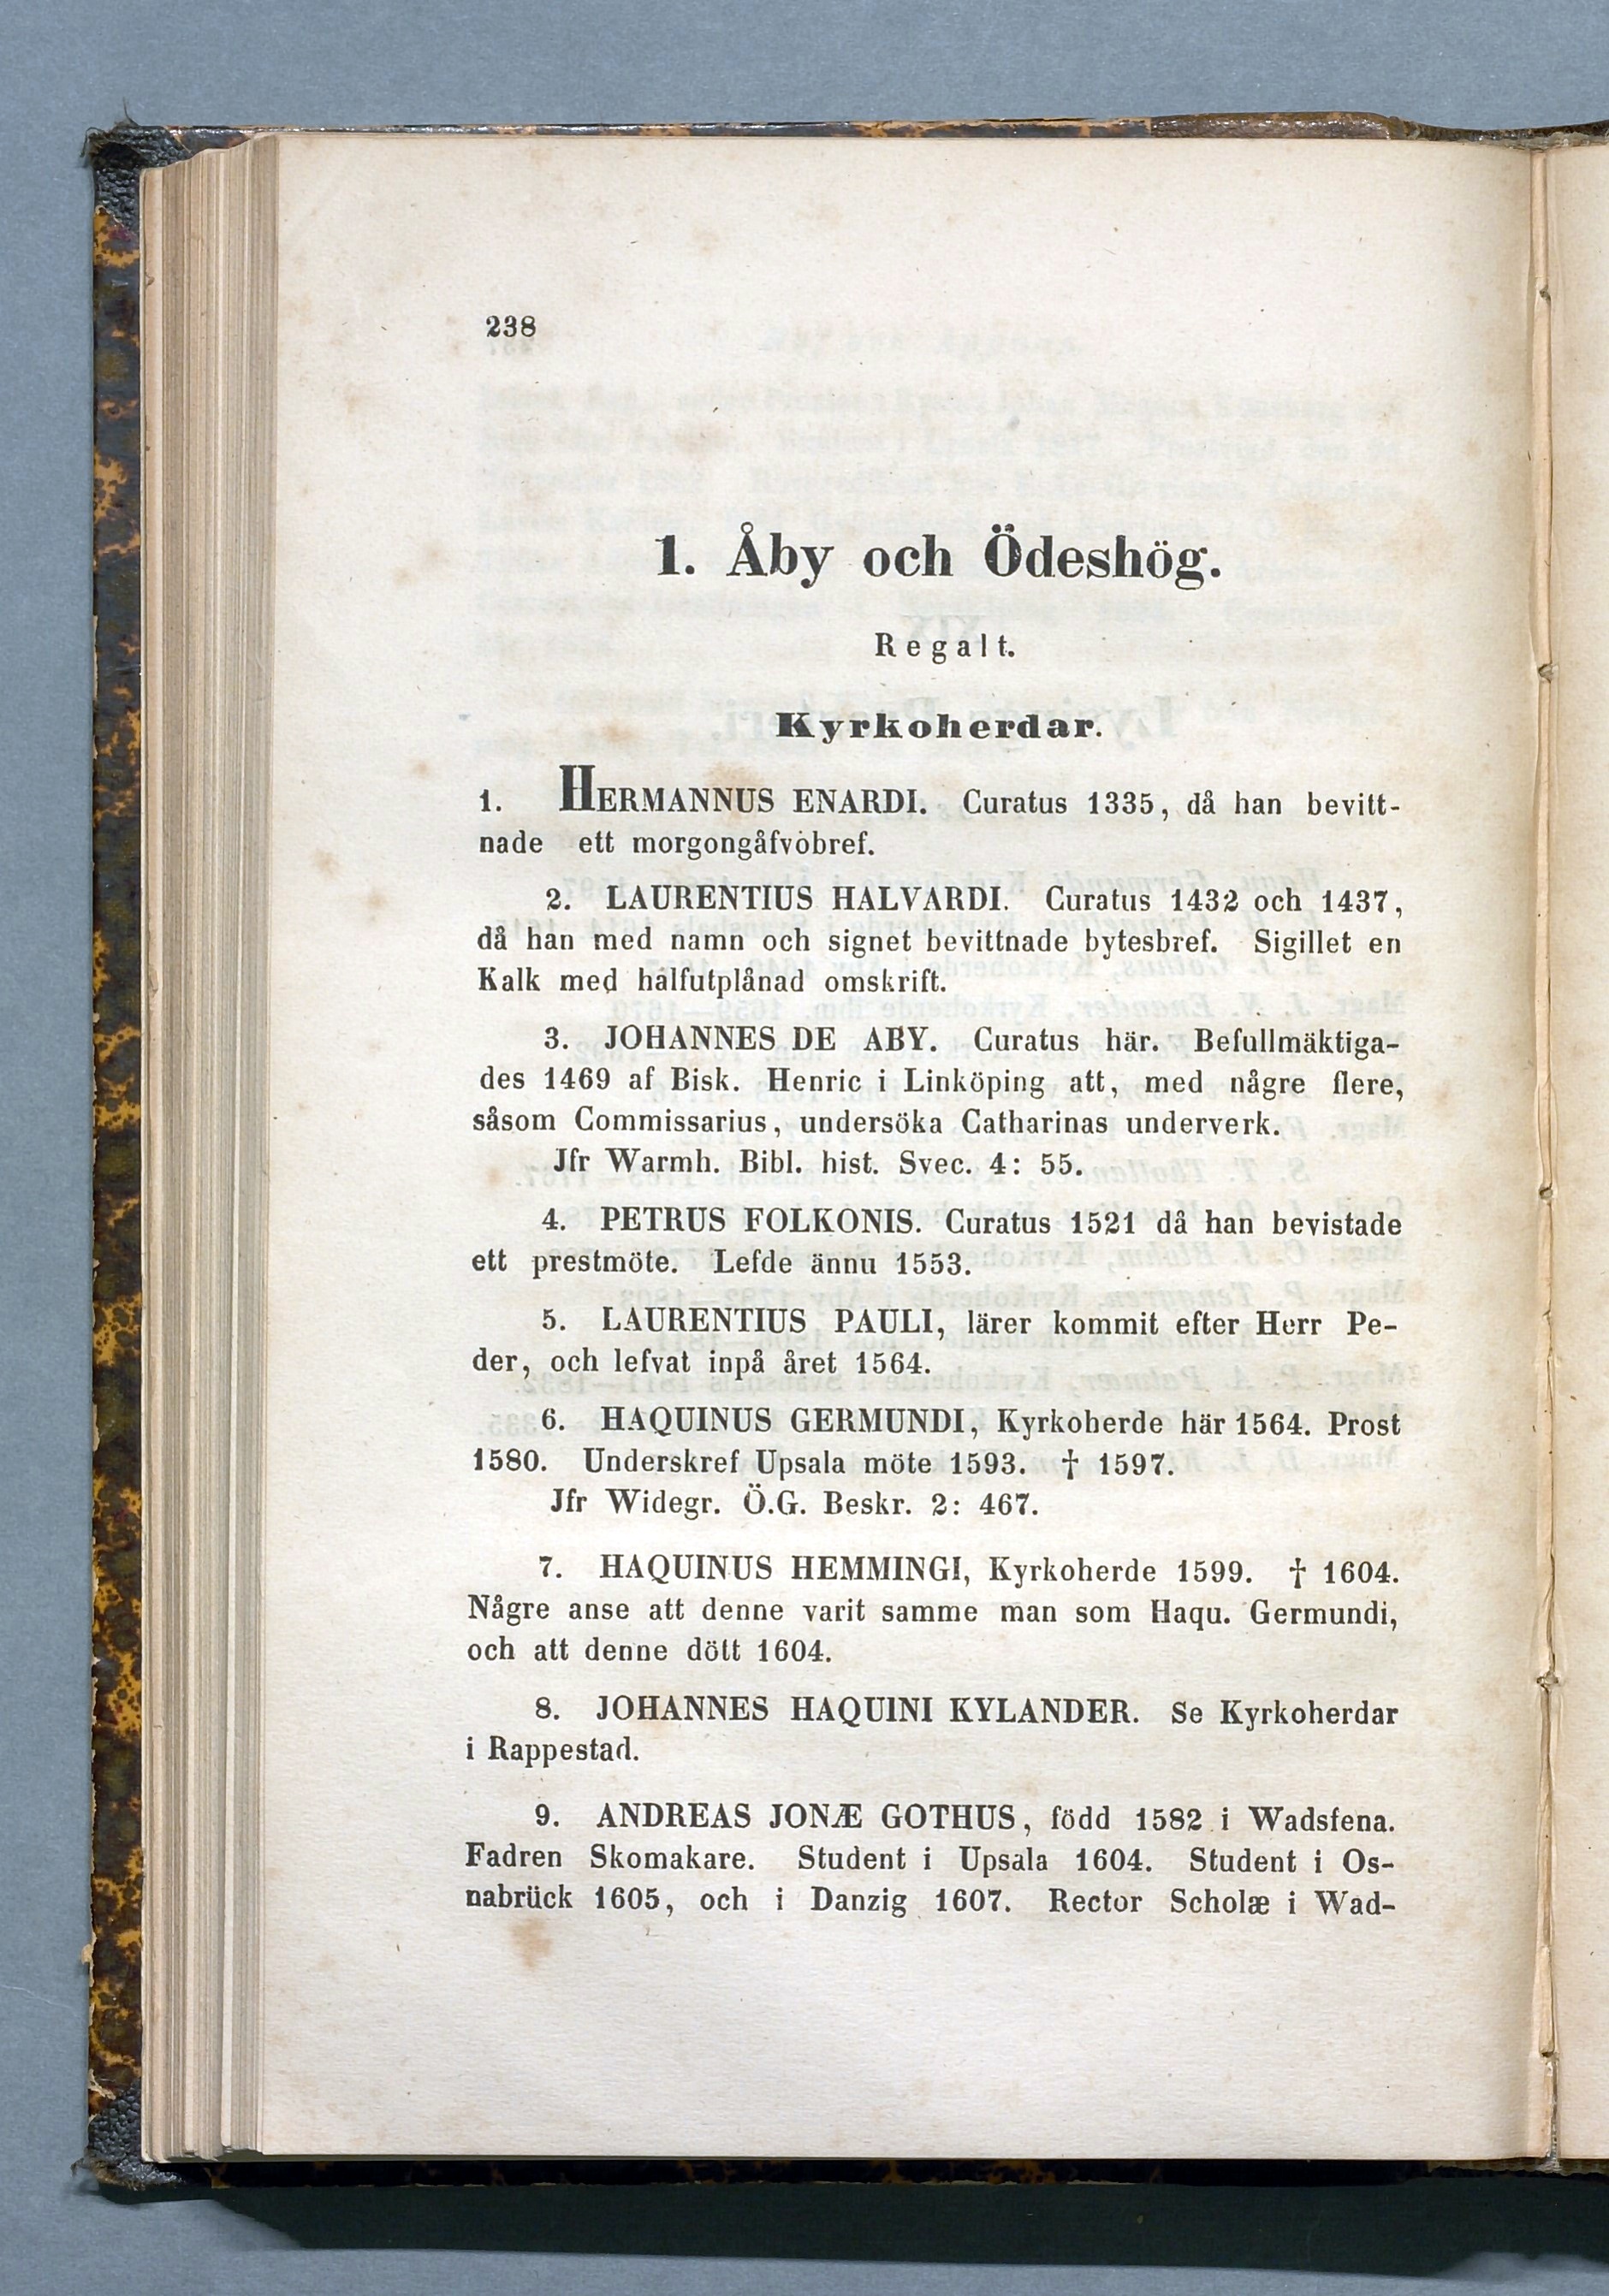 238
1. Åby och Ödeshög.
Regalt.
Kyrkoherdar.
1. HERMANNUS ENARDI. Curatus 1335, då han bevitt-
nade ett morgongåfvobref.
2. LAURENTIUS HALVARDI. Curatus 1432 och 1437,
då han med namn och signet bevittnade bytesbref. Sigillet en
Kalk med halfutplånad omskrift.
3. JOHANNES DE ABY. Curatus här. Befullmäktiga-
des 1469 af Bisk. Henric i Linköping att, med några flere,
såsom Commissarius, undersöka Catharinas underverk.
Jfr Warmh. Bibl. hist. Svec. 4: 55.
4. PETRUS FOLKONIS. Curatus 1521 då han bevistade
ett prestmöte. Lefde ännu 1553.
5. LAURENTIUS PAULI, lärer kommit efter Herr Pe-
der, och lefvat inpå året 1564.
6. HAQUINUS GERMUNDI, Kyrkoherde här 1564. Prost
1580. Underskref Upsala möte 1593. † 1597.
Jfr Widegr. Ö.G. Beskr. 2: 467.
7. HAQUINUS HEMMINGI, Kyrkoherde 1599. † 1604.
Någre anse att denne varit samme man som Haqu. Germundi,
och att denne dött 1604.
8. JOHANNES HAQUINI KYLANDER. Se Kyrkoherdar
i Rappestad.
9. ANDREAS JONÆ GOTHUS, född 1582 i Wadstena.
Fadren Skomakare. Student i Upsala 1604. Student i Os-
nabrück 1605, och i Danzig 1607. Rector Scholæ i Wad-